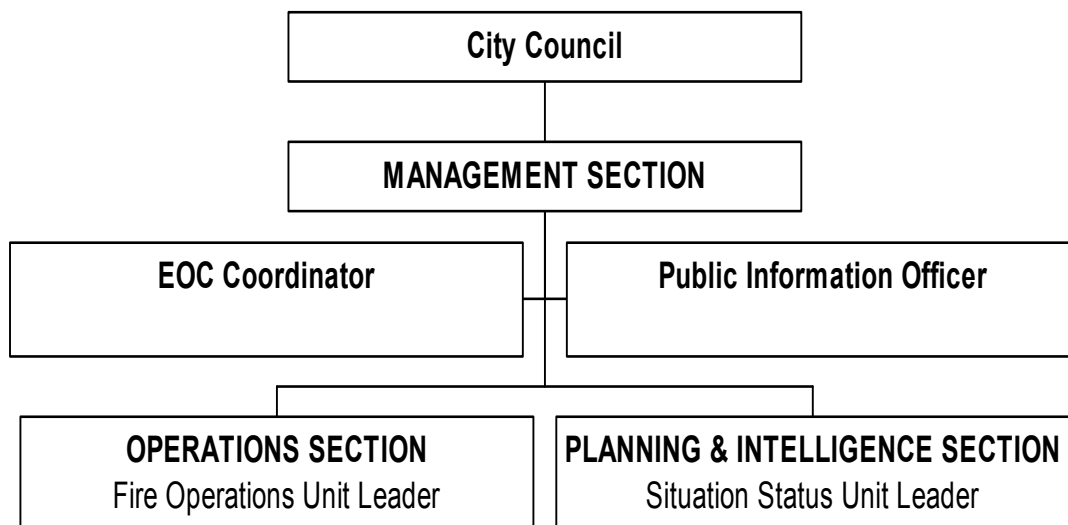 City Council
MANAGEMENT SECTION
EOC Coordinator
Public Information Officer
OPERATIONS SECTION
Fire Operations Unit Leader
PLANNING & INTELLIGENCE SECTION
Situation Status Unit Leader